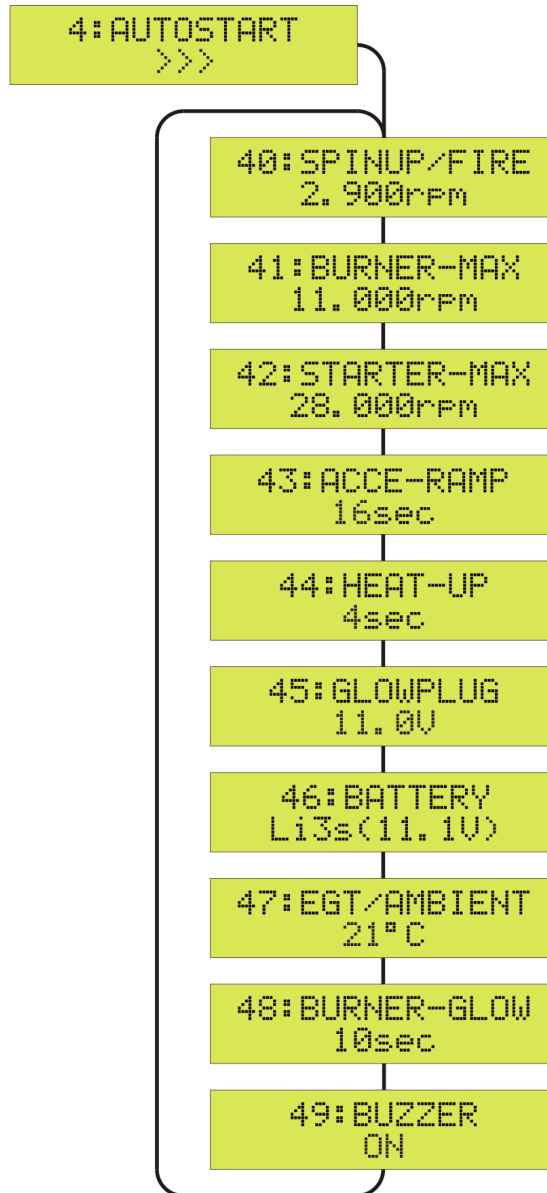 4:AUTOSTART
>>>
40:SPINUP/FIRE
2.900rpm
41:BURNER-MAX
11.000rpm
42:STARTER-MAX
28.000rpm
43:ACCE-RAMP
16sec
44:HEAT-UP
4sec
45:GLOWPLUG
11.0V
46:BATTERY
Li3s(11.1V)
47:EGT/AMBIENT
21°C
48:BURNER-GLOW
10sec
49:BUZZER
ON